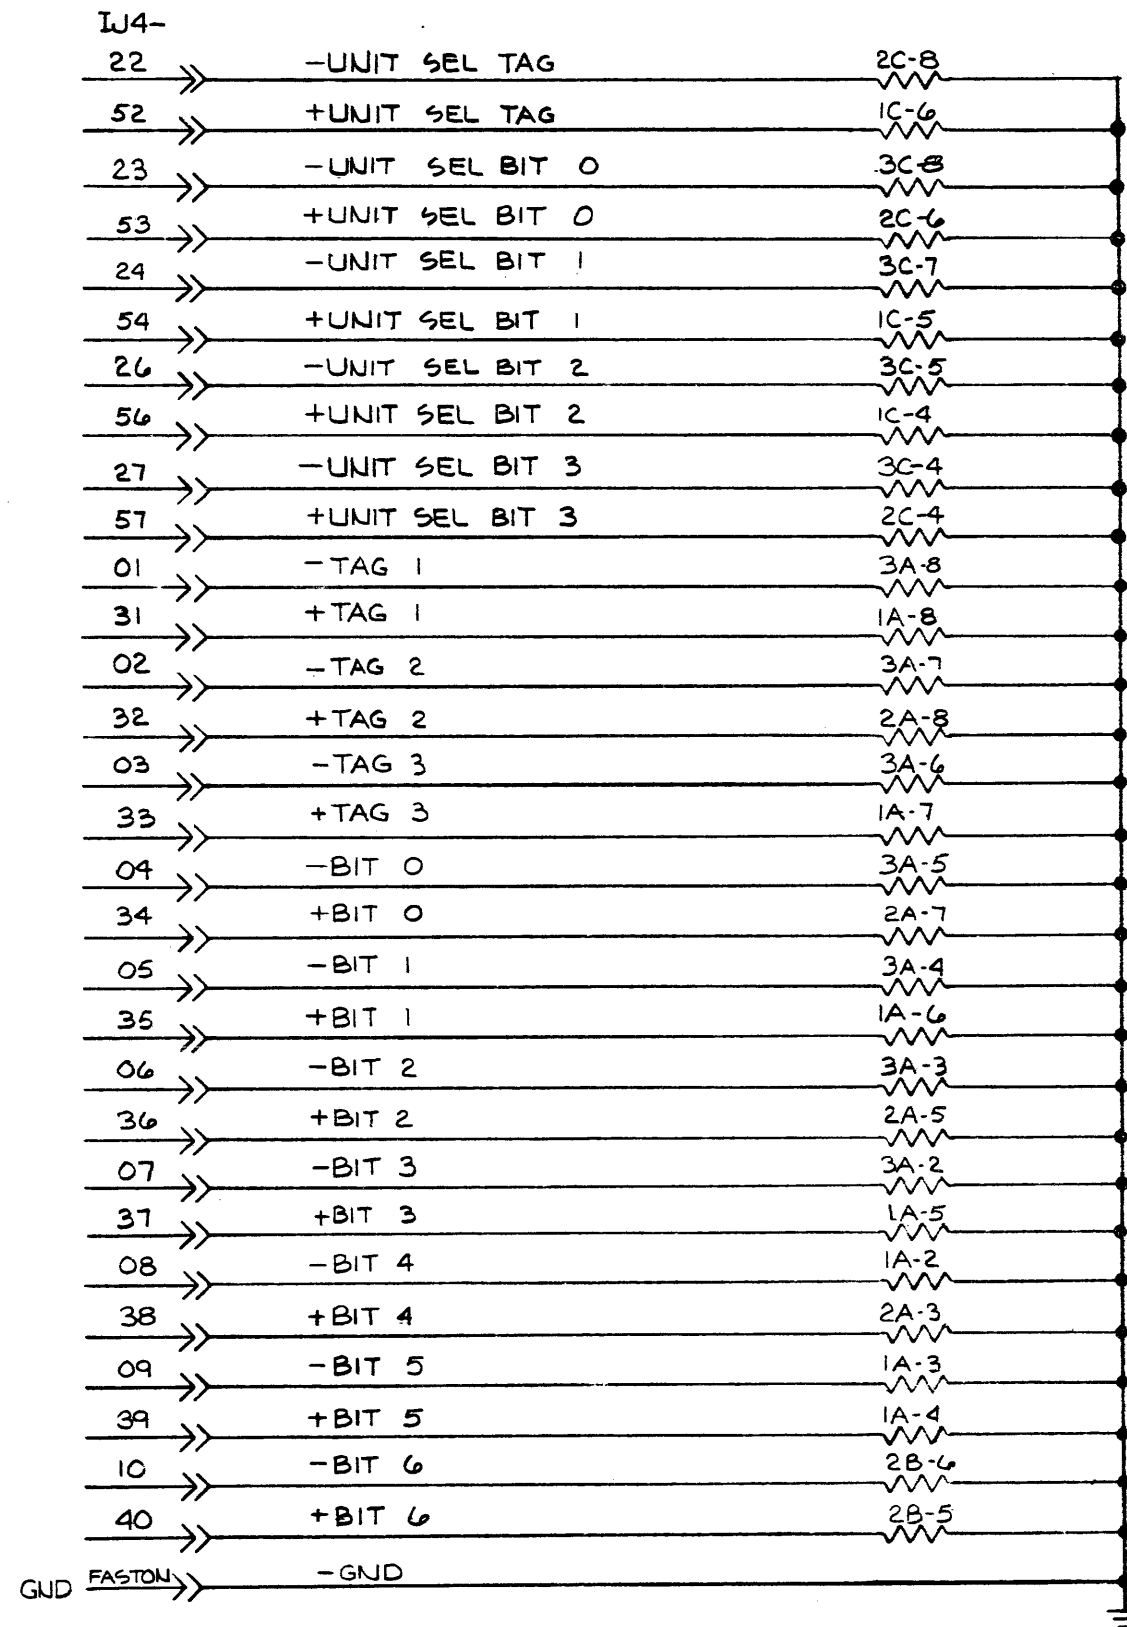 IJ4-
22 -UNIT SEL TAG 2C-8
52 +UNIT SEL TAG 1C-6
23 -UNIT SEL BIT 0 3C-8
53 +UNIT SEL BIT 0 2C-6
24 -UNIT SEL BIT 1 3C-7
54 +UNIT SEL BIT 1 1C-5
26 -UNIT SEL BIT 2 3C-5
56 +UNIT SEL BIT 2 1C-4
27 -UNIT SEL BIT 3 3C-4
57 +UNIT SEL BIT 3 2C-4
01 -TAG 1 3A-8
31 +TAG 1 1A-8
02 -TAG 2 3A-7
32 +TAG 2 2A-8
03 -TAG 3 3A-6
33 +TAG 3 1A-7
04 -BIT 0 3A-5
34 +BIT 0 2A-7
05 -BIT 1 3A-4
35 +BIT 1 1A-6
06 -BIT 2 3A-3
36 +BIT 2 2A-5
07 -BIT 3 3A-2
37 +BIT 3 1A-5
08 -BIT 4 1A-2
38 +BIT 4 2A-3
09 -BIT 5 1A-3
39 +BIT 5 1A-4
10 -BIT 6 2B-6
40 +BIT 6 2B-5
GND FASTON -GND